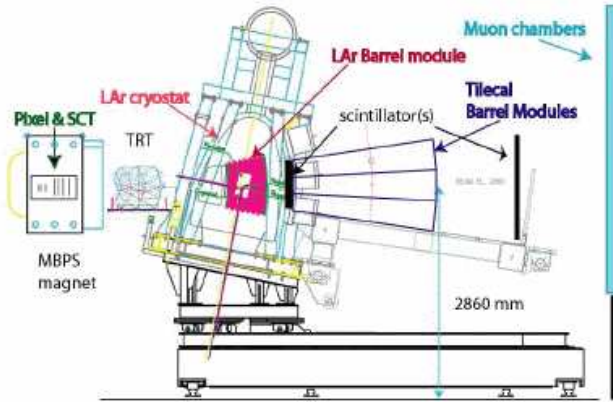 Muon chambers
LAr Barrel module
LAr cryostat
Tilecal
Barrel Modules
scintillator(s)
Pixel & SCT
TRT
MBPS
magnet
2860 mm